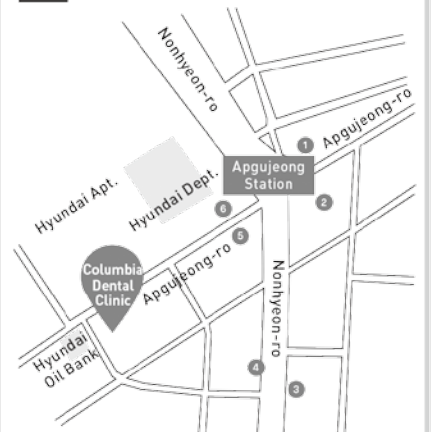 Nonhyeon-ro
1
Apgujeong-ro
Apgujeong
Station
Hyundai Dept.
Hyundai Apt.
6
2
5
Columbia
Dental
Clinic
Apgujeong-ro
Nonhyeon-ro
Hyundai
Oil Bank
4
3